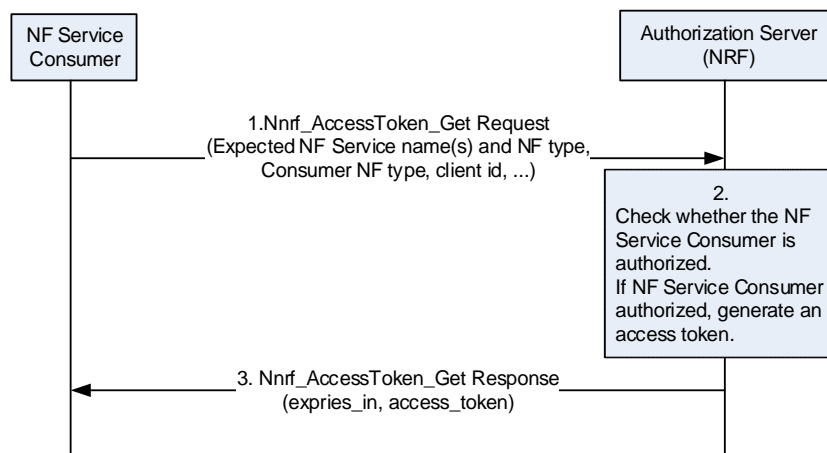 NF Service
Consumer
Authorization Server
(NRF)
1.Nnrf_AccessToken_Get Request
(Expected NF Service name(s) and NF type,
Consumer NF type, client id, ...)
2.
Check whether the NF
Service Consumer is
authorized.
If NF Service Consumer
authorized, generate an
access token.
3. Nnrf_AccessToken_Get Response
(expries_in, access_token)